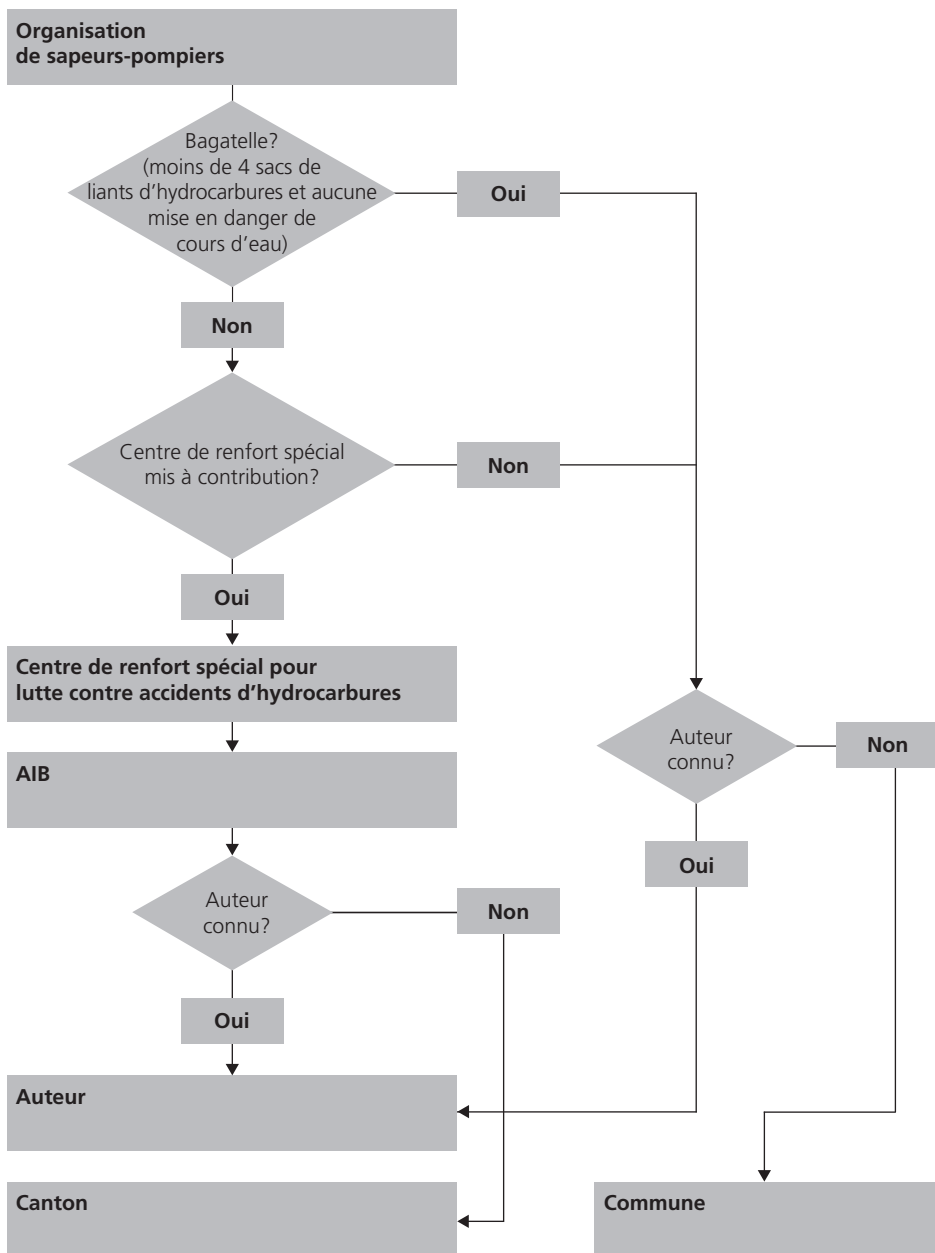 Organisation
de sapeurs-pompiers
Bagatelle?
(moins de 4 sacs de
liants d'hydrocarbures et aucune
mise en danger de
cours d'eau)
Oui
Non
Centre de renfort spécial
mis à contribution?
Non
Oui
Centre de renfort spécial pour
lutte contre accidents d'hydrocarbures
Auteur
connu?
Non
AIB
Oui
Auteur
connu?
Non
Oui
Auteur
Canton
Commune